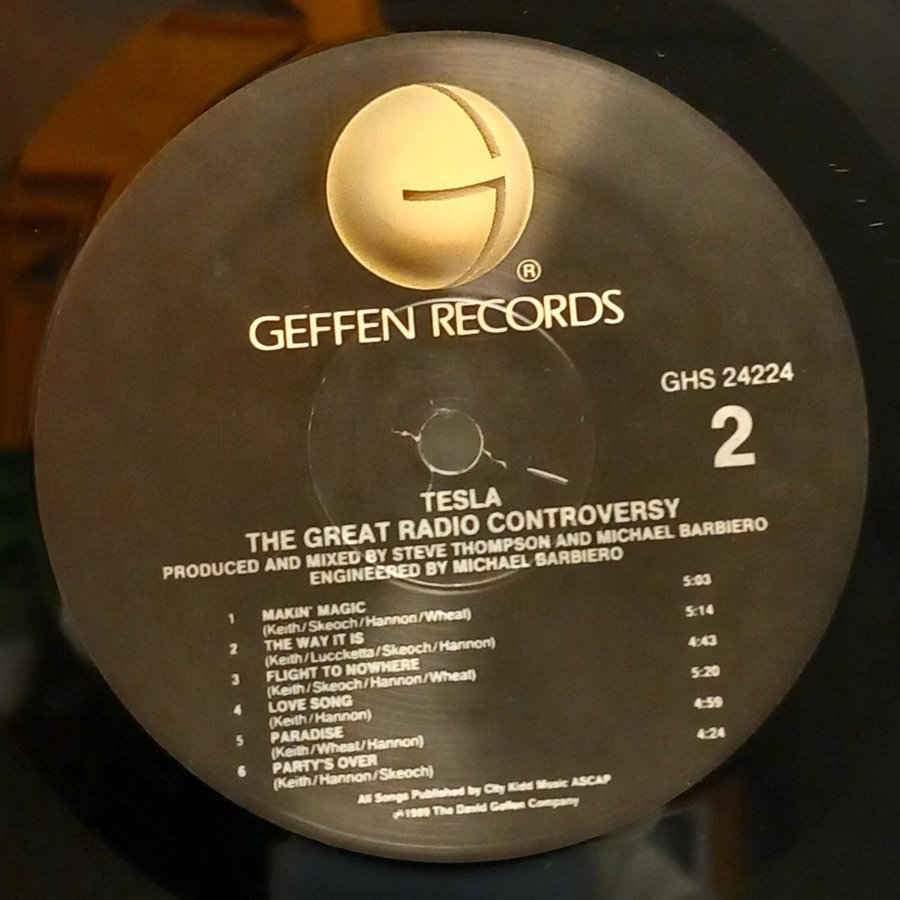 ®
GEFFEN RECORDS
GHS 24224
2
TESLA
THE GREAT RADIO CONTROVERSY
PRODUCED AND MIXED BY STEVE THOMPSON AND MICHAEL BARBIERO
ENGINEERED BY MICHAEL BARBIERO
1 MAKIN' MAGIC 5:03
(Keith/Skeoch/Hannon/Wheat)
2 THE WAY IT IS 5:14
(Keith/Luccketta/Skeoch/Hannon)
3 FLIGHT TO NOWHERE 4:43
(Keith/Skeoch/Hannon/Wheat)
4 LOVE SONG 5:20
(Keith/Hannon)
5 PARADISE 4:59
(Keith/Wheat/Hannon)
6 PARTY'S OVER 4:24
(Keith/Hannon/Skeoch)
All Songs Published by City Kidd Music ASCAP
℗1989 The David Geffen Company